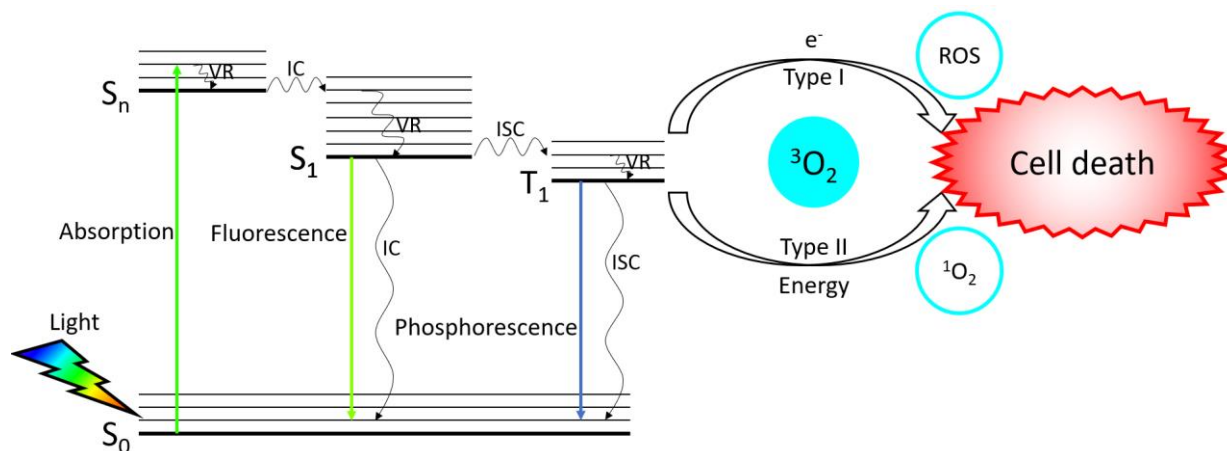 Sₙ
VR
IC
S₁
VR
ISC
T₁
VR
Absorption
Fluorescence
IC
Phosphorescence
ISC
Light
S₀
e⁻
Type I
ROS
³O₂
Cell death
Type II
Energy
¹O₂